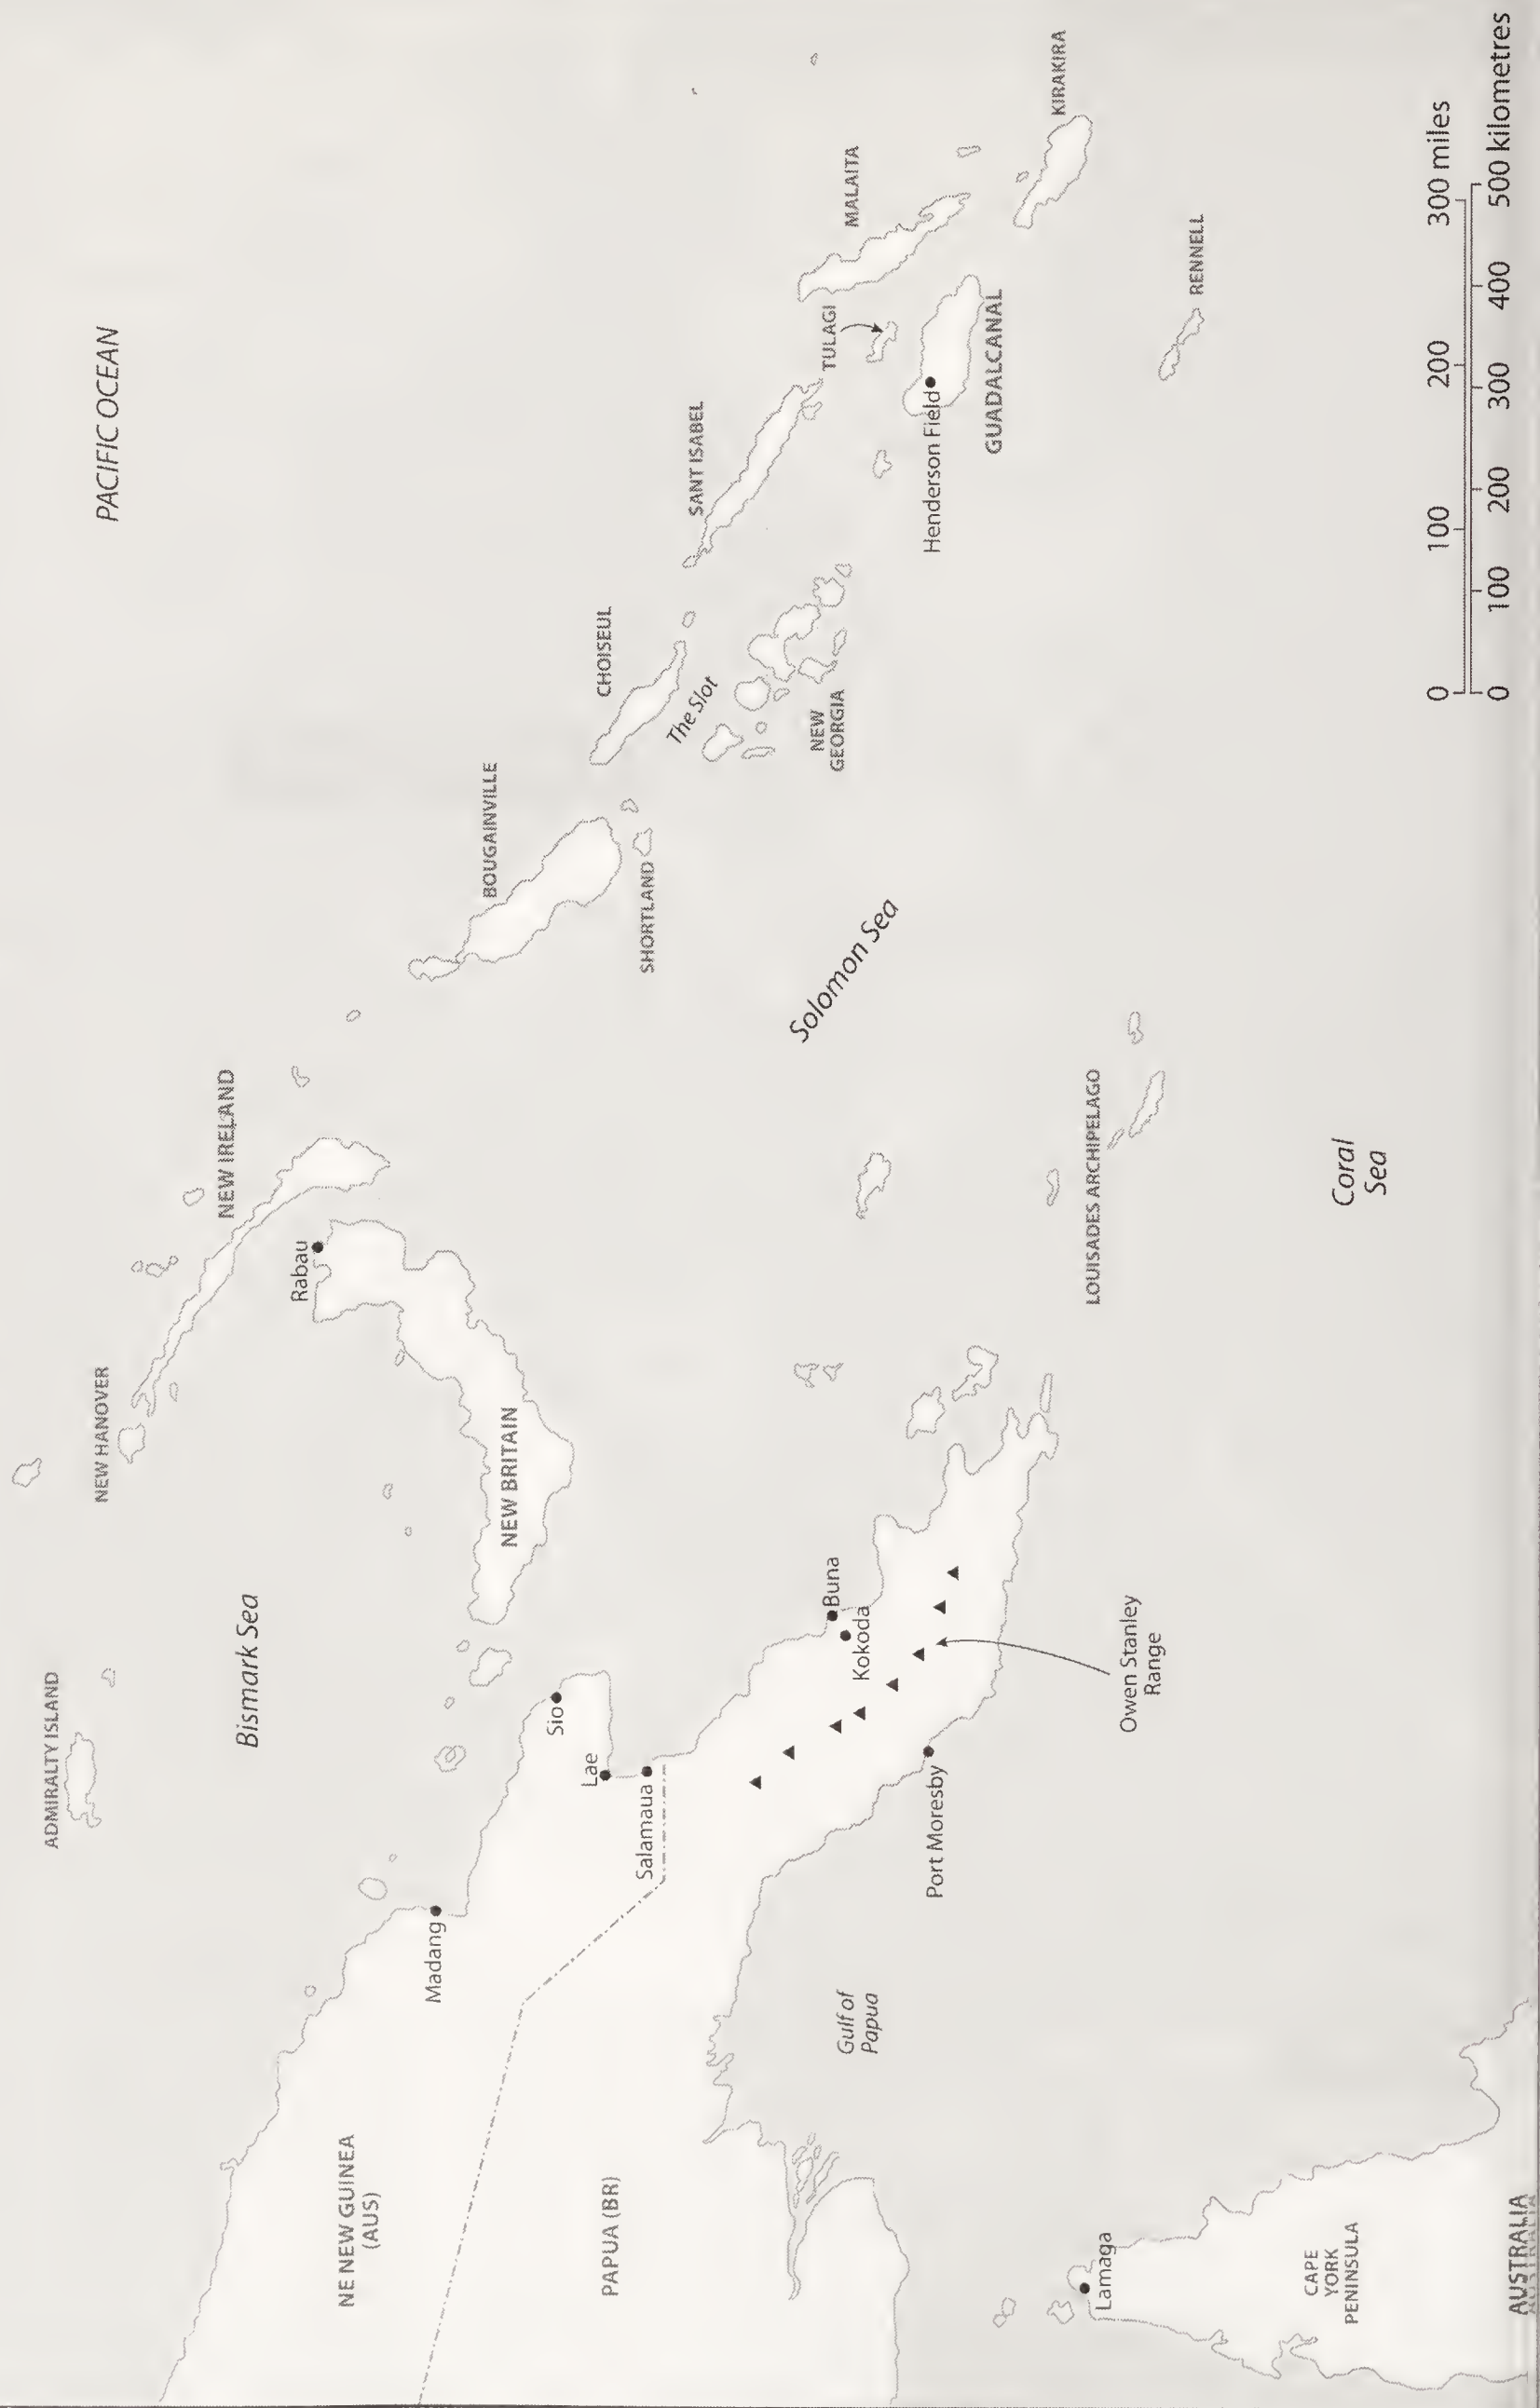 PACIFIC OCEAN
ADMIRALTY ISLAND
NEW HANOVER
NEW IRELAND
Bismark Sea
Rabau
NEW BRITAIN
BOUGAINVILLE
SHORTLAND
CHOISEUL
The Slot
NEW
GEORGIA
SANT ISABEL
TULAGI
MALAITA
KIRAKIRA
Henderson Field
GUADALCANAL
RENNELL
Solomon Sea
NE NEW GUINEA
(AUS)
Madang
Sio
Lae
Salamaua
PAPUA (BR)
Buna
Kokoda
Port Moresby
Owen Stanley
Range
Gulf of
Papua
LOUISADES ARCHIPELAGO
Coral
Sea
Lamaga
CAPE
YORK
PENINSULA
AUSTRALIA
0 100 200 300 miles
0 100 200 300 400 500 kilometres